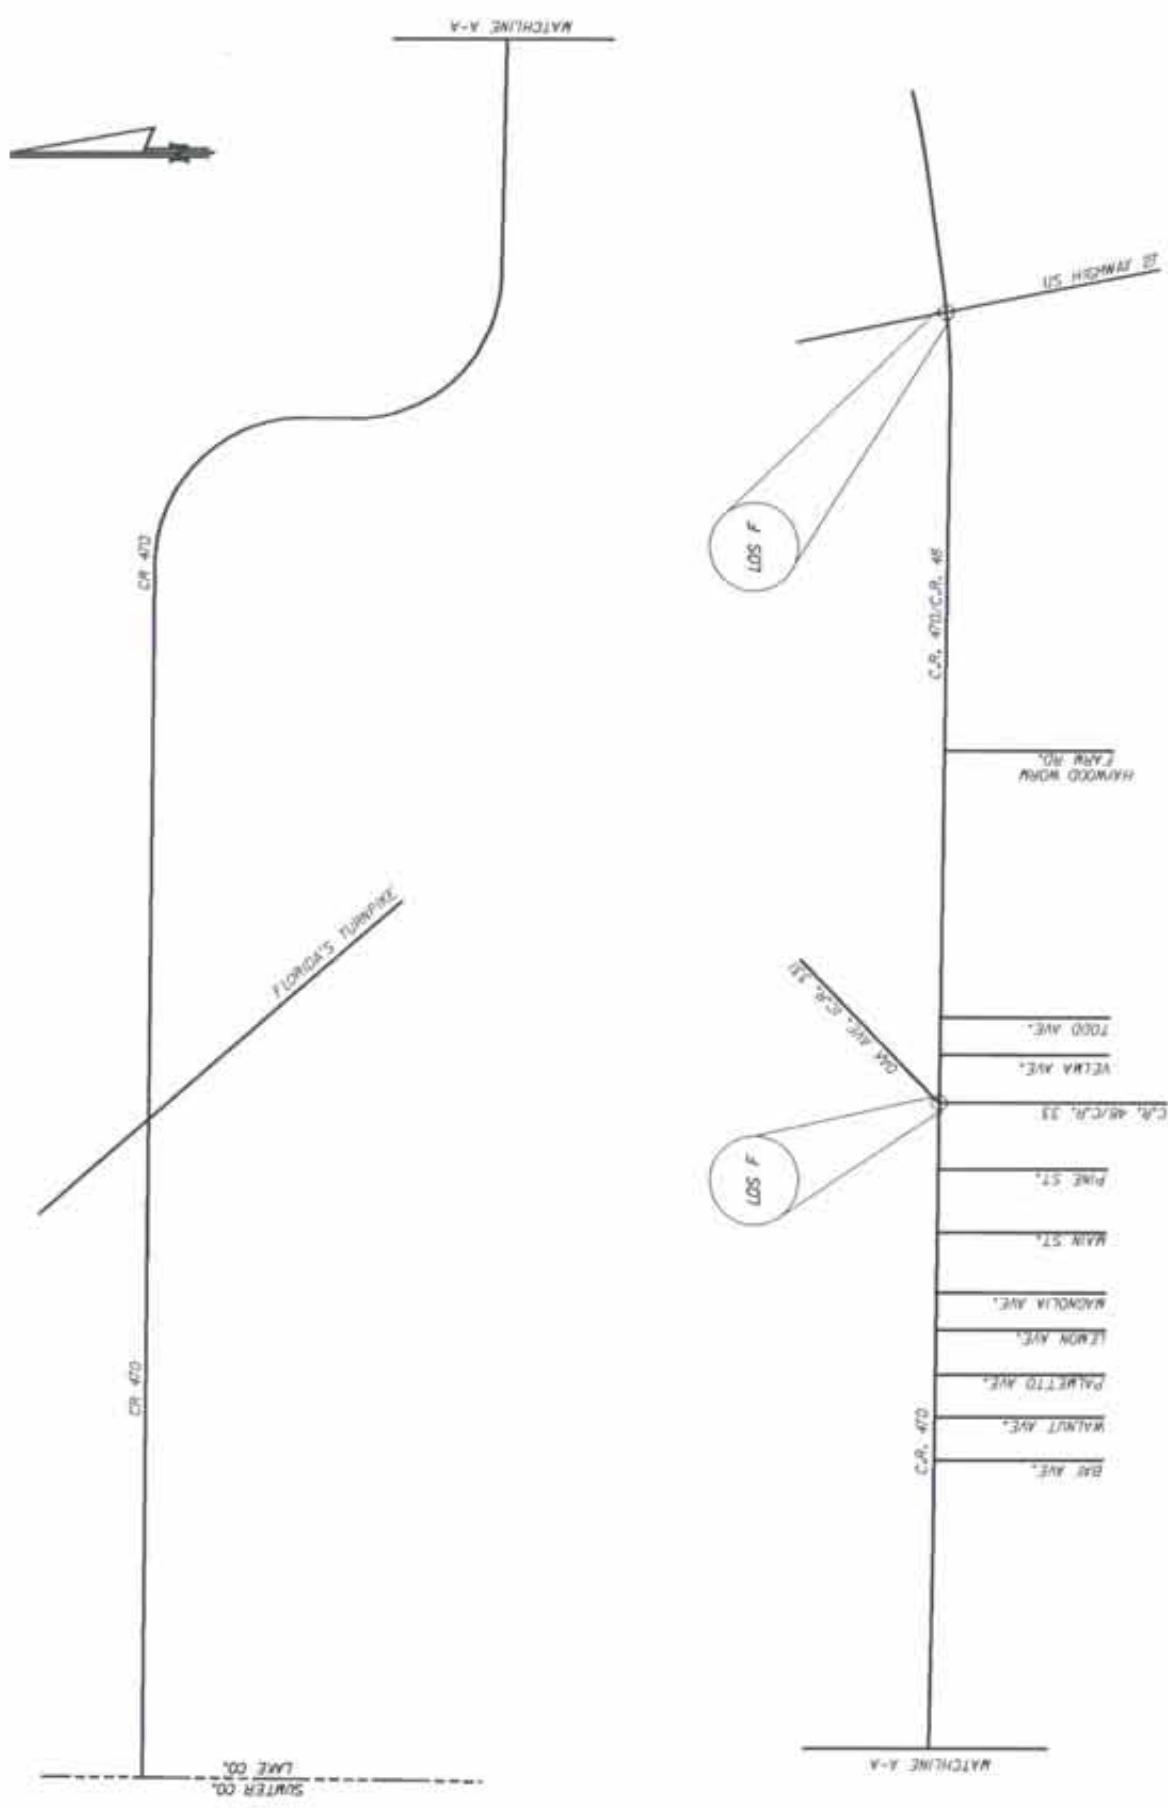 MATCHLINE A-A
N
CR 470
FLORIDA'S TURNPIKE
CR 470
LAKE CO.
SUMTER CO.
US HIGHWAY 27
LOS F
C.R. 470/C.R. 48
HAYWOOD WORM
FARM RD.
OAK AVE. (C.R. 33)
TODD AVE.
VELMA AVE.
C.R. 48/C.R. 33
LOS F
PINE ST.
MAIN ST.
MAGNOLIA AVE.
LEMON AVE.
PALMETTO AVE.
WALNUT AVE.
C.R. 470
BAY AVE.
MATCHLINE A-A